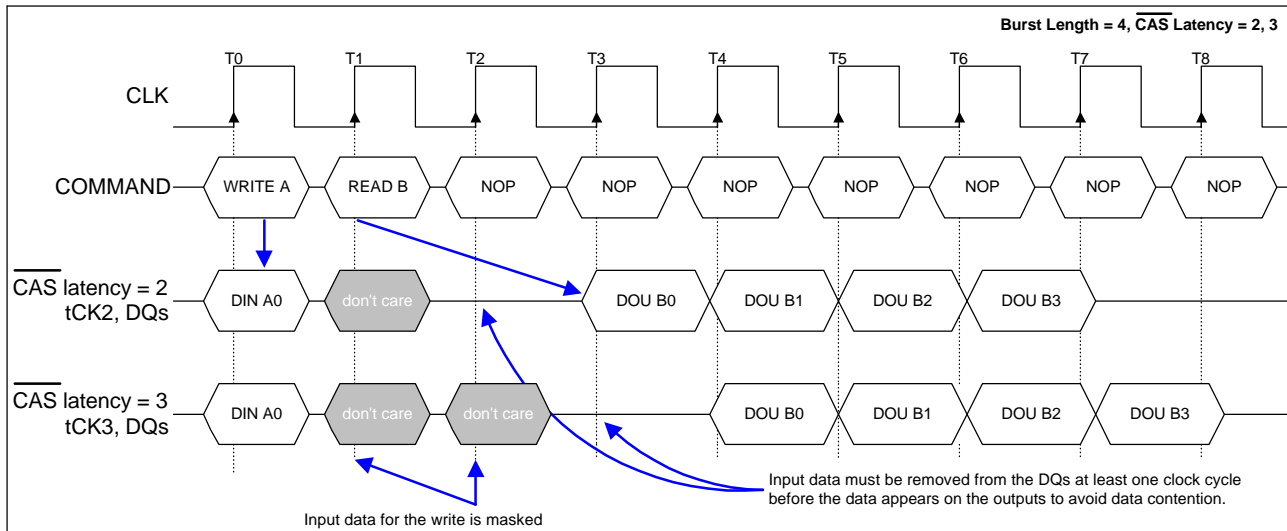 Burst Length = 4, CAS Latency = 2, 3
T0 T1 T2 T3 T4 T5 T6 T7 T8
CLK
COMMAND WRITE A READ B NOP NOP NOP NOP NOP NOP NOP
CAS latency = 2
tCK2, DQs
DIN A0 don't care DOU B0 DOU B1 DOU B2 DOU B3
CAS latency = 3
tCK3, DQs
DIN A0 don't care don't care DOU B0 DOU B1 DOU B2 DOU B3
Input data must be removed from the DQs at least one clock cycle
before the data appears on the outputs to avoid data contention.
Input data for the write is masked